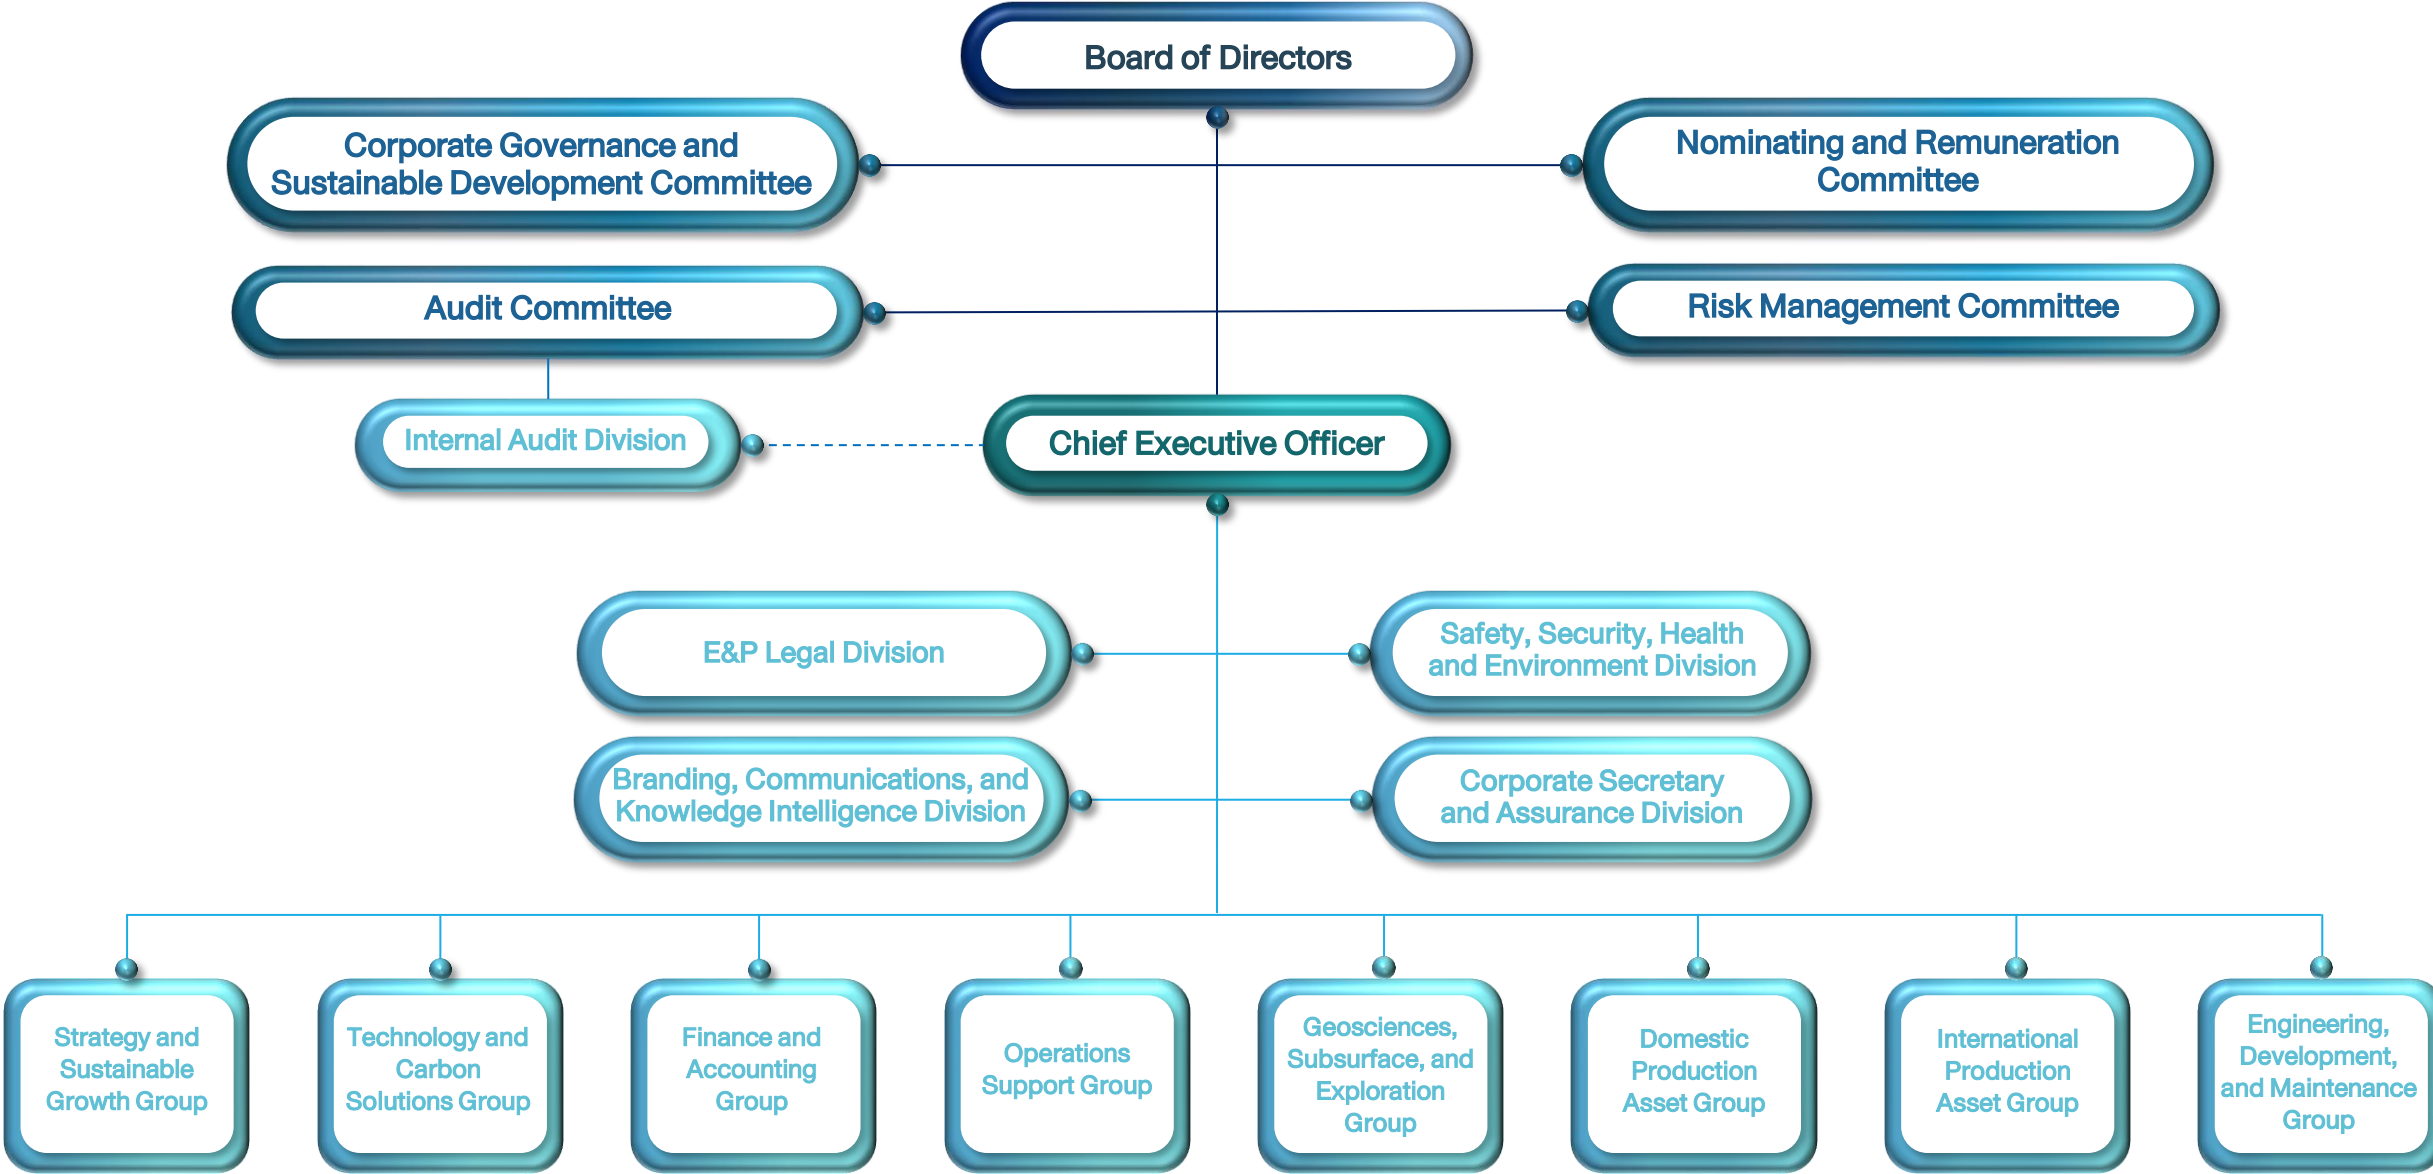 Board of Directors
Corporate Governance and
Sustainable Development Committee
Nominating and Remuneration
Committee
Audit Committee
Risk Management Committee
Internal Audit Division
Chief Executive Officer
E&P Legal Division
Safety, Security, Health
and Environment Division
Branding, Communications, and
Knowledge Intelligence Division
Corporate Secretary
and Assurance Division
Strategy and
Sustainable
Growth Group
Technology and
Carbon
Solutions Group
Finance and
Accounting
Group
Operations
Support Group
Geosciences,
Subsurface, and
Exploration
Group
Domestic
Production
Asset Group
International
Production
Asset Group
Engineering,
Development,
and Maintenance
Group